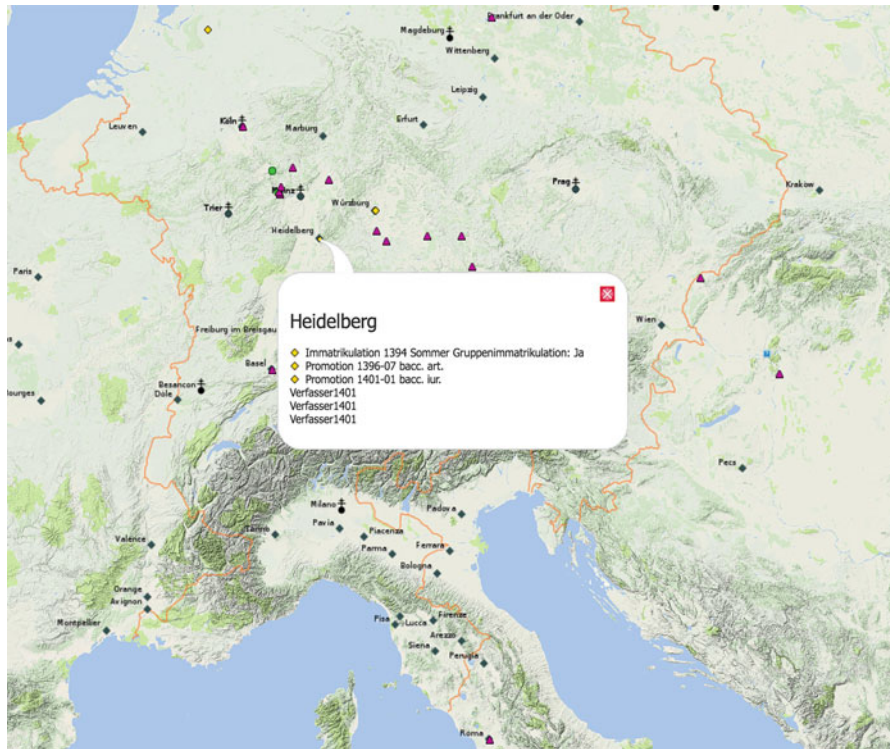 Frankfurt an der Oder
Magdeburg
Wittenberg
Leipzig
Köln
Leuven
Marburg
Erfurt
Prag
Kraków
Trier
Würzburg
Heidelberg
Paris
Heidelberg
Immatrikulation 1394 Sommer Gruppenimmatrikulation: Ja
Promotion 1396-07 bacc. art.
Promotion 1401-01 bacc. iur.
Verfasser1401
Verfasser1401
Verfasser1401
Wien
Freiburg im Breisgau
Basel
Besancon
Dole
Bourges
Pecs
Milano
Padova
Pavia
Torino
Piacenza
Valence
Parma
Ferrara
Bologna
Orange
Avignon
Montpellier
Pisa
Lucca
Firenze
Arezzo
Siena
Perugia
Roma